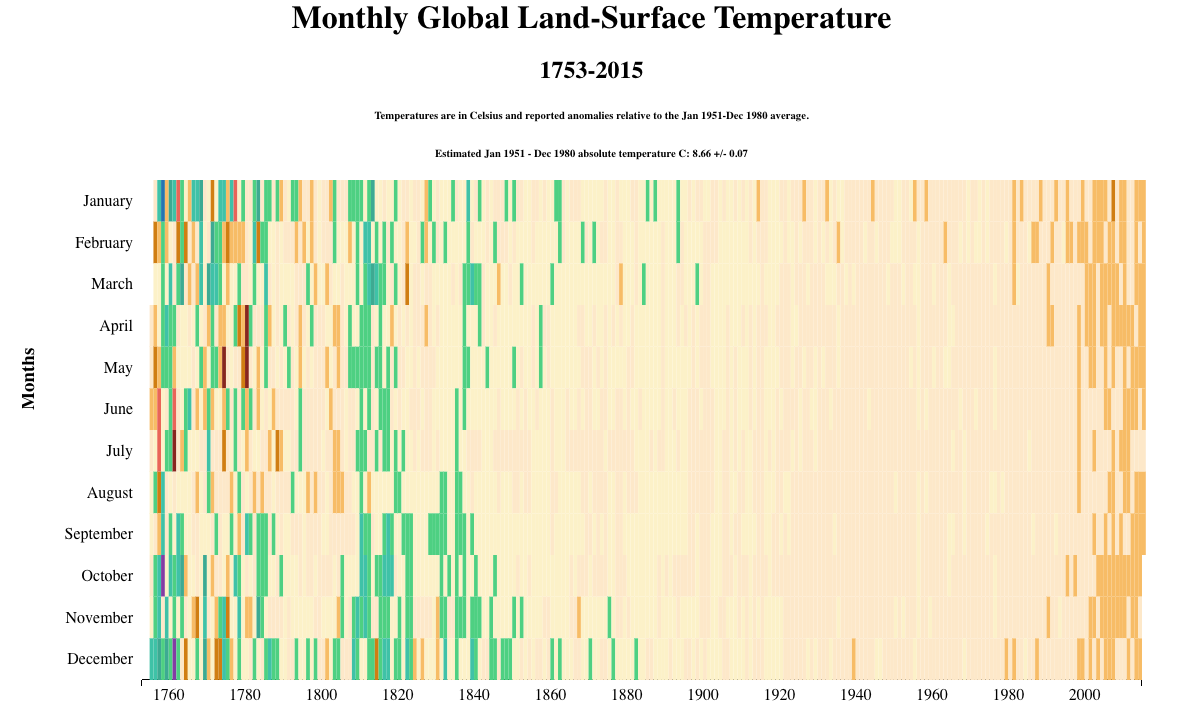 Monthly Global Land-Surface Temperature
1753-2015
Temperatures are in Celsius and reported anomalies relative to the Jan 1951-Dec 1980 average.
Estimated Jan 1951 - Dec 1980 absolute temperature C: 8.66 +/- 0.07
Months
January
February
March
April
May
June
July
August
September
October
November
December
1760 1780 1800 1820 1840 1860 1880 1900 1920 1940 1960 1980 2000